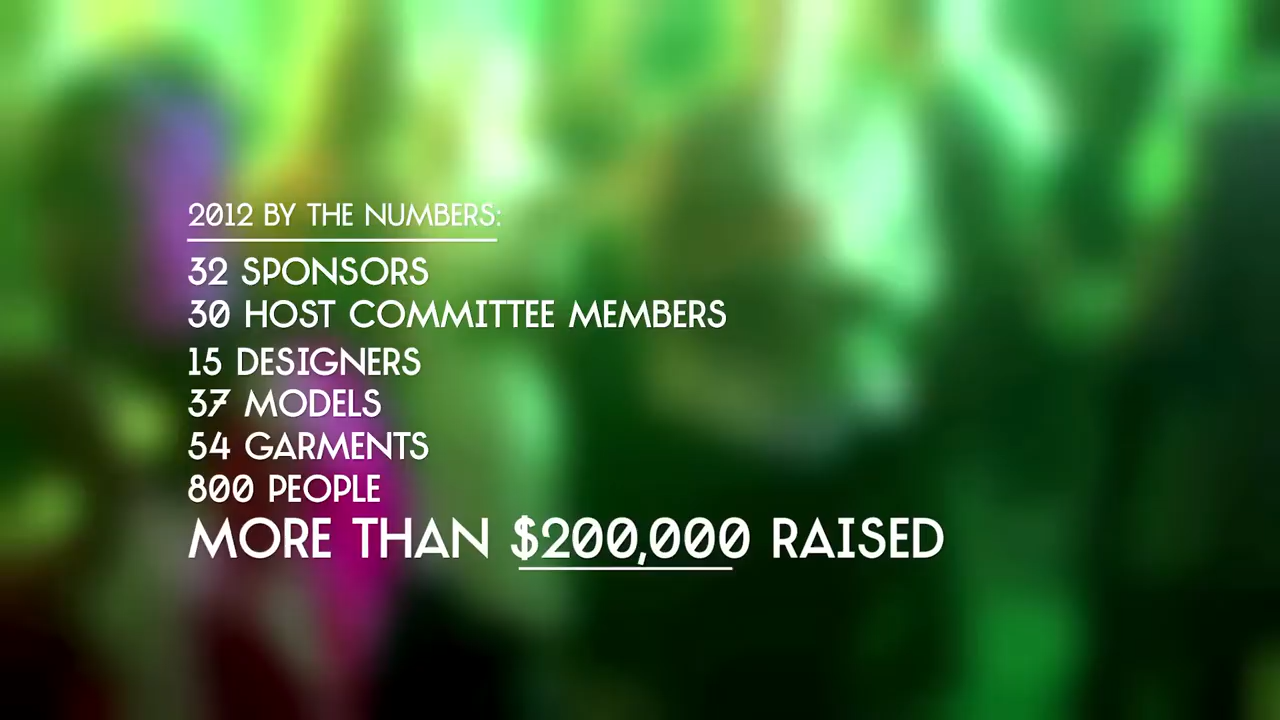 2012 BY THE NUMBERS:
32 SPONSORS
30 HOST COMMITTEE MEMBERS
15 DESIGNERS
37 MODELS
54 GARMENTS
800 PEOPLE
MORE THAN $200,000 RAISED